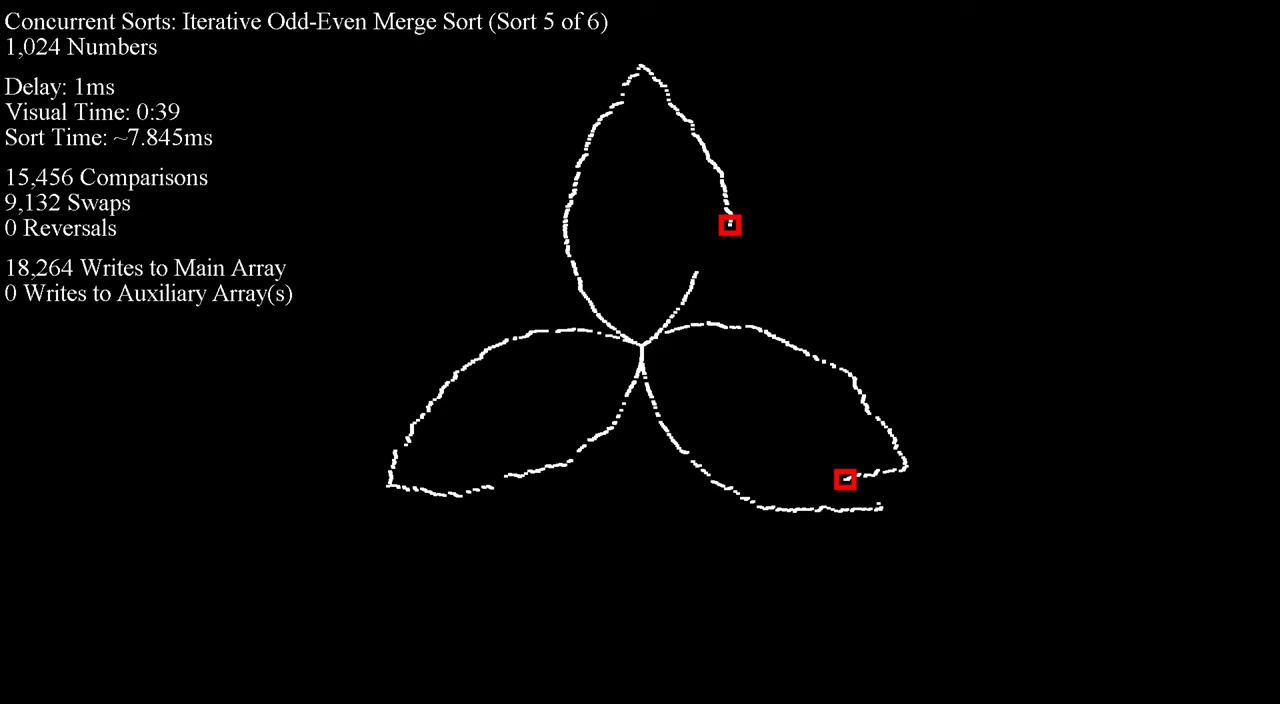 Concurrent Sorts: Iterative Odd-Even Merge Sort (Sort 5 of 6)
1,024 Numbers
Delay: 1ms
Visual Time: 0:39
Sort Time: ~7.845ms
15,456 Comparisons
9,132 Swaps
0 Reversals
18,264 Writes to Main Array
0 Writes to Auxiliary Array(s)